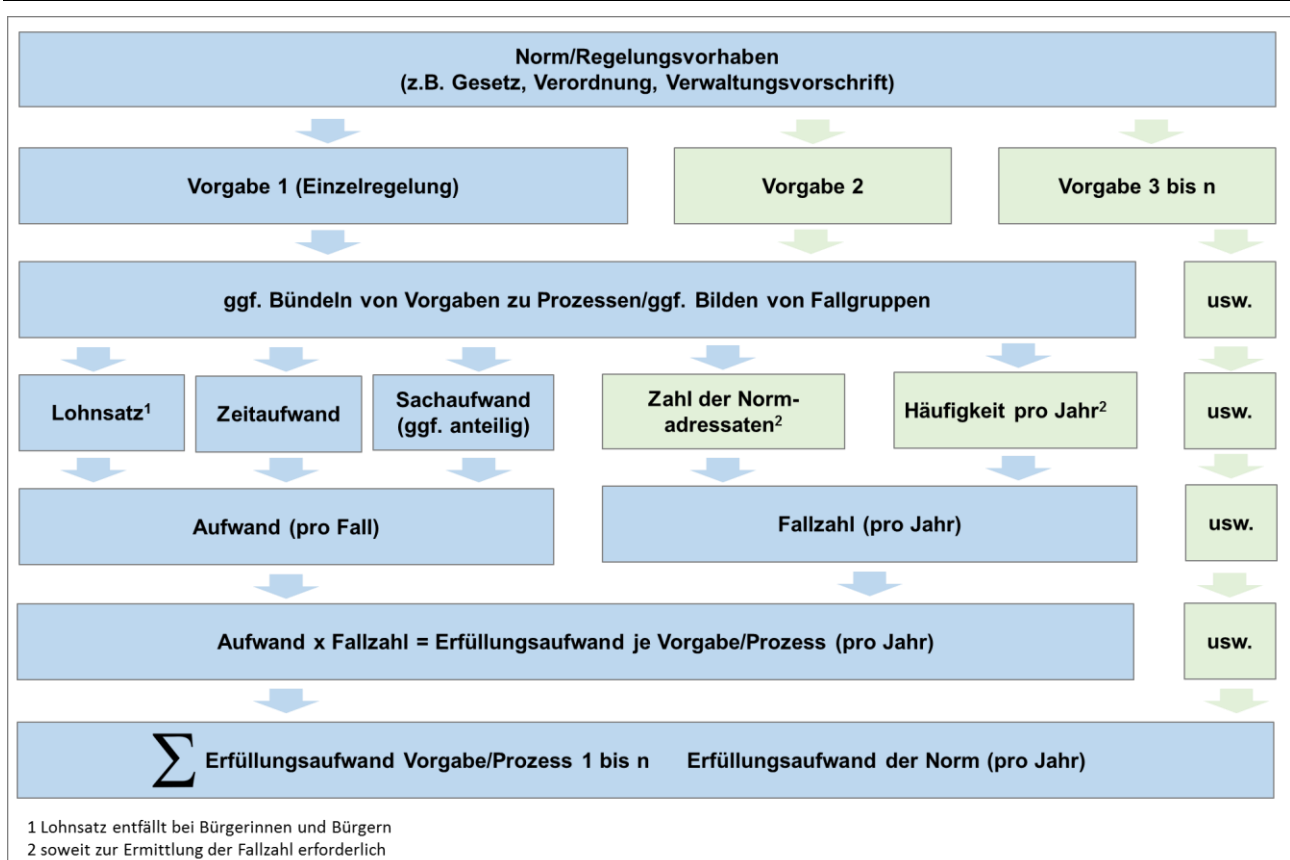 Norm/Regelungsvorhaben
(z.B. Gesetz, Verordnung, Verwaltungsvorschrift)
Vorgabe 1 (Einzelregelung)
Vorgabe 2
Vorgabe 3 bis n
ggf. Bündeln von Vorgaben zu Prozessen/ggf. Bilden von Fallgruppen
usw.
Lohnsatz¹
Zeitaufwand
Sachaufwand
(ggf. anteilig)
Zahl der Norm-
adressaten²
Häufigkeit pro Jahr²
usw.
Aufwand (pro Fall)
Fallzahl (pro Jahr)
usw.
Aufwand x Fallzahl = Erfüllungsaufwand je Vorgabe/Prozess (pro Jahr)
usw.
∑ Erfüllungsaufwand Vorgabe/Prozess 1 bis n Erfüllungsaufwand der Norm (pro Jahr)
1 Lohnsatz entfällt bei Bürgerinnen und Bürgern
2 soweit zur Ermittlung der Fallzahl erforderlich